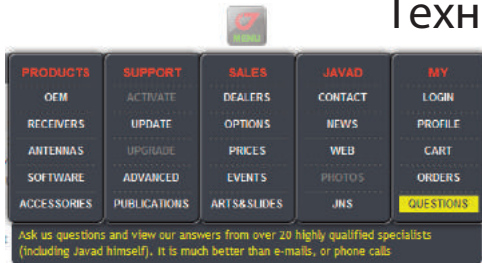 Техн
MENU
PRODUCTS SUPPORT SALES JAVAD MY
OEM ACTIVATE DEALERS CONTACT LOGIN
RECEIVERS UPDATE OPTIONS NEWS PROFILE
ANTENNAS UPGRADE PRICES WEB CART
SOFTWARE ADVANCED EVENTS PHOTOS ORDERS
ACCESSORIES PUBLICATIONS ARTS&SLIDES JNS QUESTIONS
Ask us questions and view our answers from over 20 highly qualified specialists
(including Javad himself). It is much better than e-mails, or phone calls